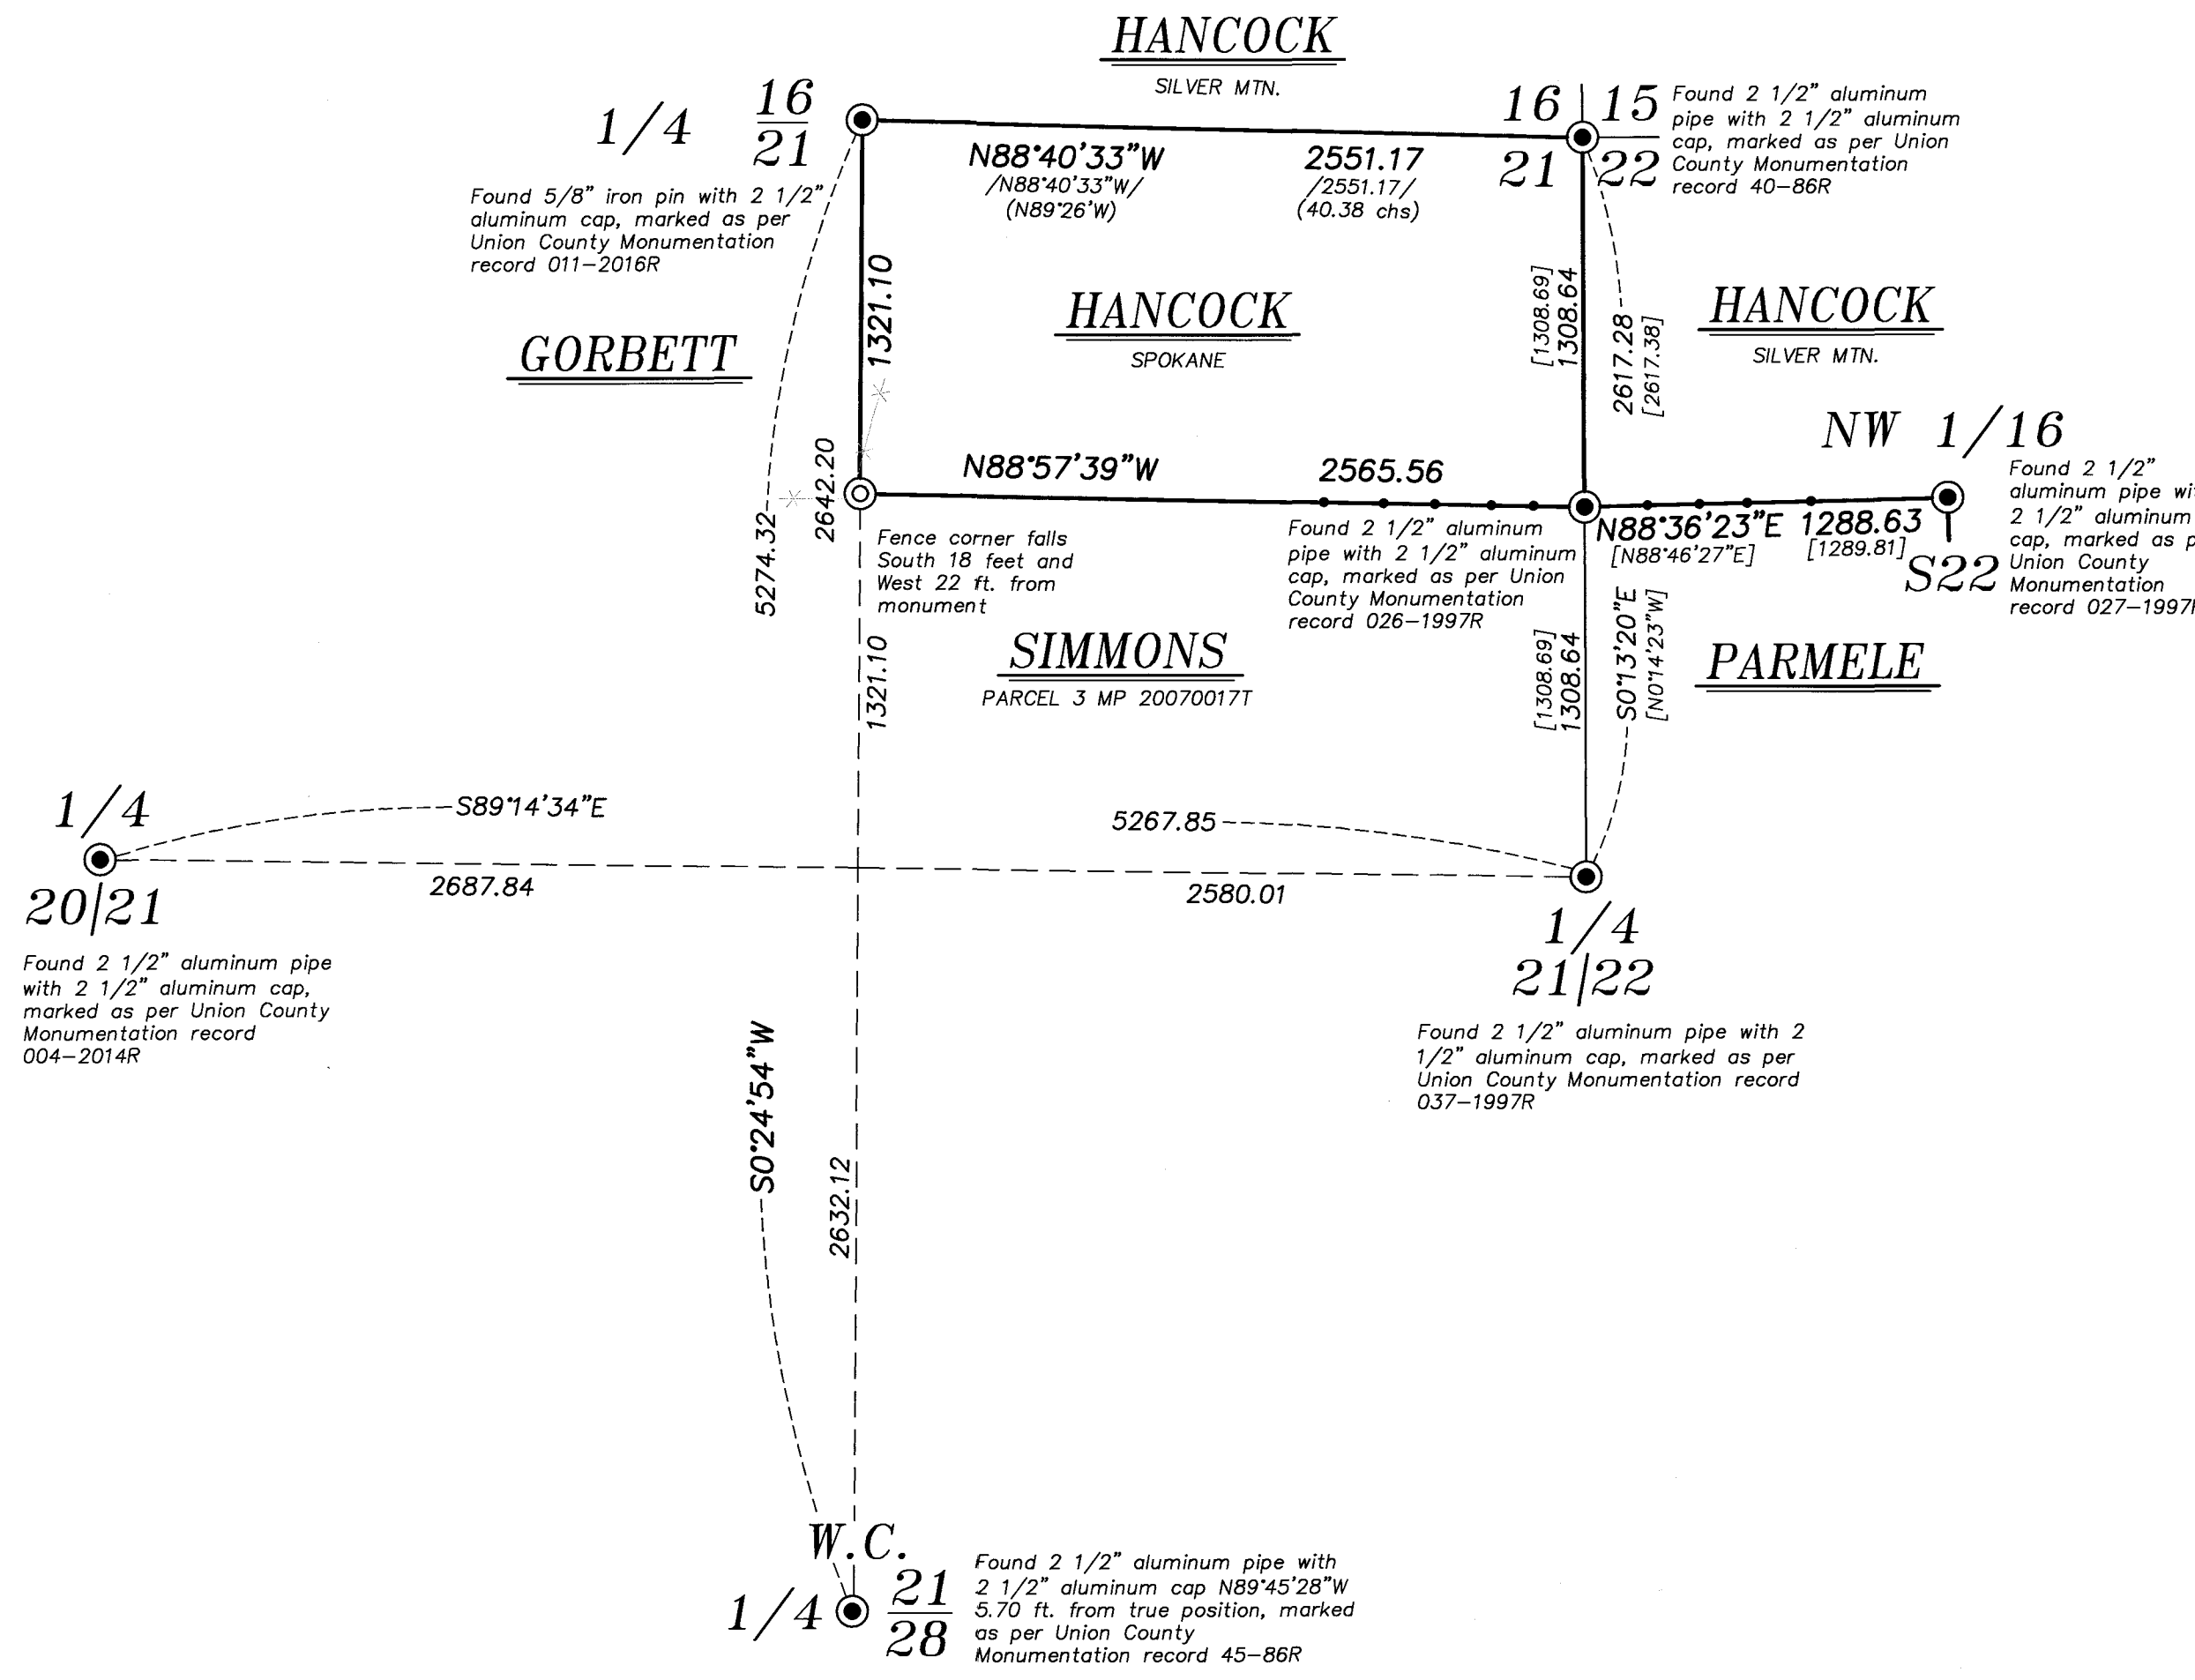 HANCOCK
SILVER MTN.
1/4
16
21
Found 5/8" iron pin with 2 1/2"
aluminum cap, marked as per
Union County Monumentation
record 011-2016R
N88°40'33"W
/N88°40'33"W/
(N89°26'W)
2551.17
/2551.17/
(40.38 chs)
16 15
21 22
Found 2 1/2" aluminum
pipe with 2 1/2" aluminum
cap, marked as per Union
County Monumentation
record 40-86R
1321.10
GORBETT
HANCOCK
SPOKANE
[1308.69]
1308.64
2617.28
[2617.38]
HANCOCK
SILVER MTN.
NW 1/16
Found 2 1/2"
aluminum pipe
2 1/2" aluminum
cap, marked as
Union County
Monumentation
record 027-1997
S22
5274.32
2642.20
N88°57'39"W
2565.56
Fence corner falls
South 18 feet and
West 22 ft. from
monument
Found 2 1/2" aluminum
pipe with 2 1/2" aluminum
cap, marked as per Union
County Monumentation
record 026-1997R
N88°36'23"E 1288.63
[N88°46'27"E] [1289.81]
1321.10
SIMMONS
PARCEL 3 MP 20070017T
[1308.69]
1308.64
S0°13'20"E
[N0°14'23"W]
PARMELE
1/4
20|21
Found 2 1/2" aluminum pipe
with 2 1/2" aluminum cap,
marked as per Union County
Monumentation record
004-2014R
S89°14'34"E
2687.84
5267.85
2580.01
1/4
21|22
Found 2 1/2" aluminum pipe with 2
1/2" aluminum cap, marked as per
Union County Monumentation record
037-1997R
S0°24'54"W
2632.12
W.C.
1/4
21
28
Found 2 1/2" aluminum pipe with
2 1/2" aluminum cap N89°45'28"W
5.70 ft. from true position, marked
as per Union County
Monumentation record 45-86R